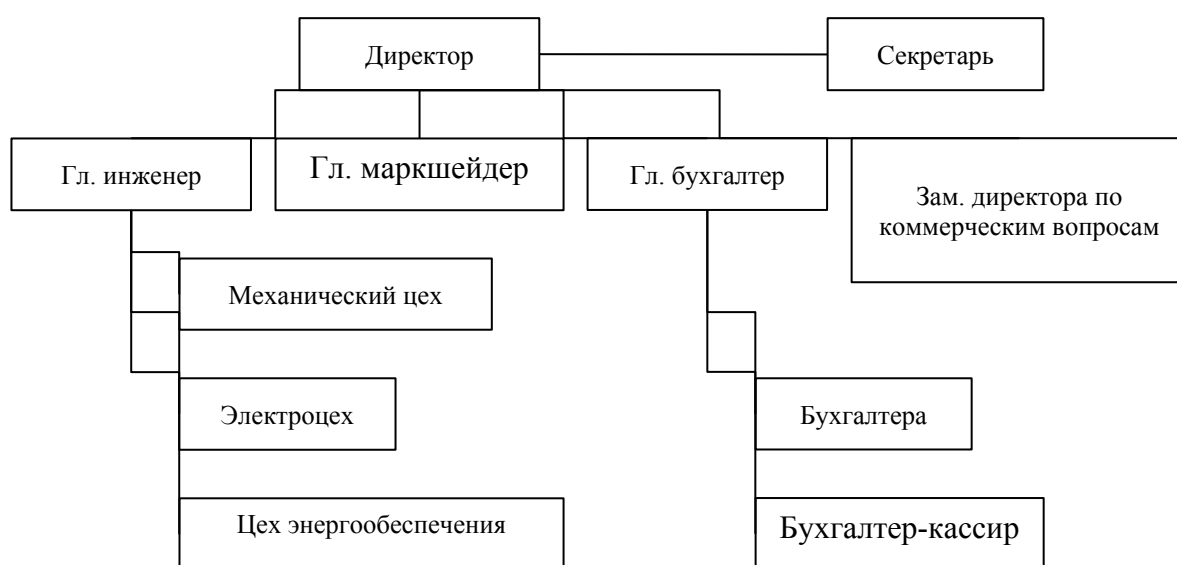 Директор
Секретарь
Гл. инженер
Гл. маркшейдер
Гл. бухгалтер
Зам. директора по
коммерческим вопросам
Механический цех
Электроцех
Бухгалтера
Цех энергообеспечения
Бухгалтер-кассир